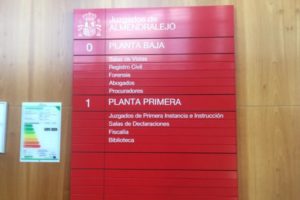 Juzgados de
ALMENDRALEJO
0 PLANTA BAJA
Salas de Vistas
Registro Civil
Forensía
Abogados
Procuradores
1 PLANTA PRIMERA
Juzgados de Primera Instancia e Instrucción
Salas de Declaraciones
Fiscalía
Biblioteca